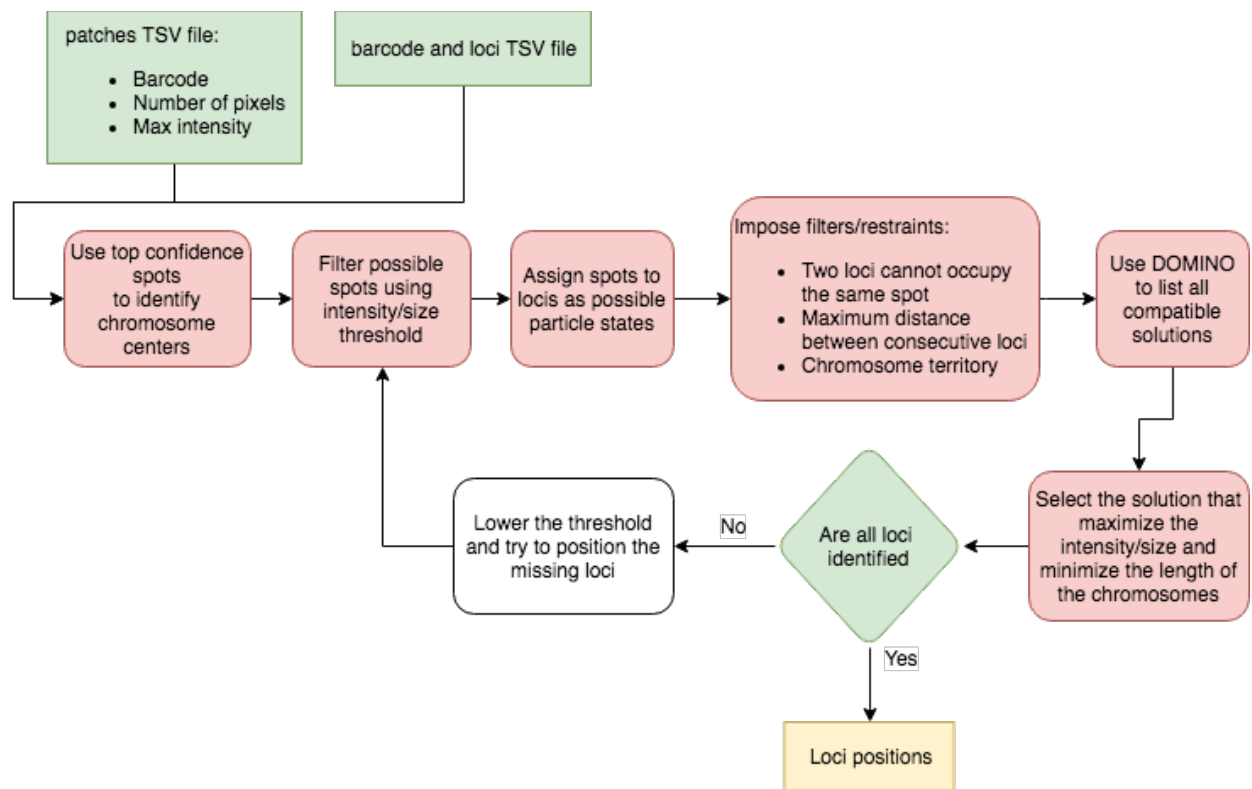 patches TSV file:
• Barcode
• Number of pixels
• Max intensity
barcode and loci TSV file
Use top confidence
spots
to identify
chromosome
centers
Filter possible
spots using
intensity/size
threshold
Assign spots to
locis as possible
particle states
Impose filters/restraints:
• Two loci cannot occupy
the same spot
• Maximum distance
between consecutive loci
• Chromosome territory
Use DOMINO
to list all
compatible
solutions
Select the solution that
maximize the
intensity/size and
minimize the length of
the chromosomes
Are all loci
identified
No
Lower the threshold
and try to position the
missing loci
Yes
Loci positions